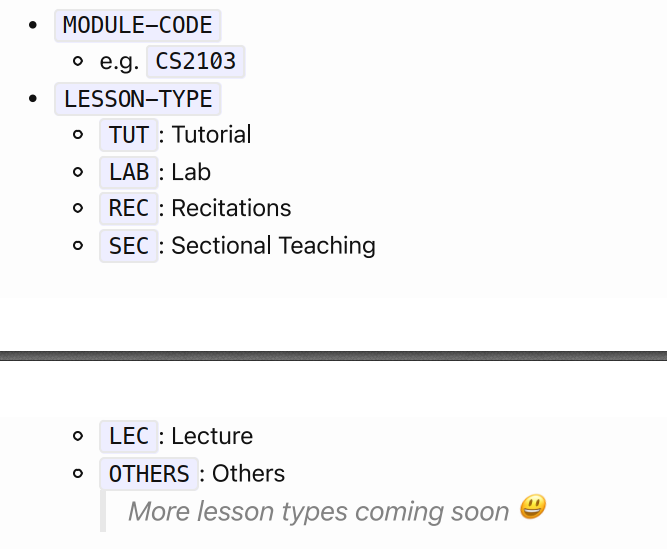 MODULE-CODE
e.g. CS2103
LESSON-TYPE
TUT: Tutorial
LAB: Lab
REC: Recitations
SEC: Sectional Teaching
LEC: Lecture
OTHERS: Others
More lesson types coming soon 😃